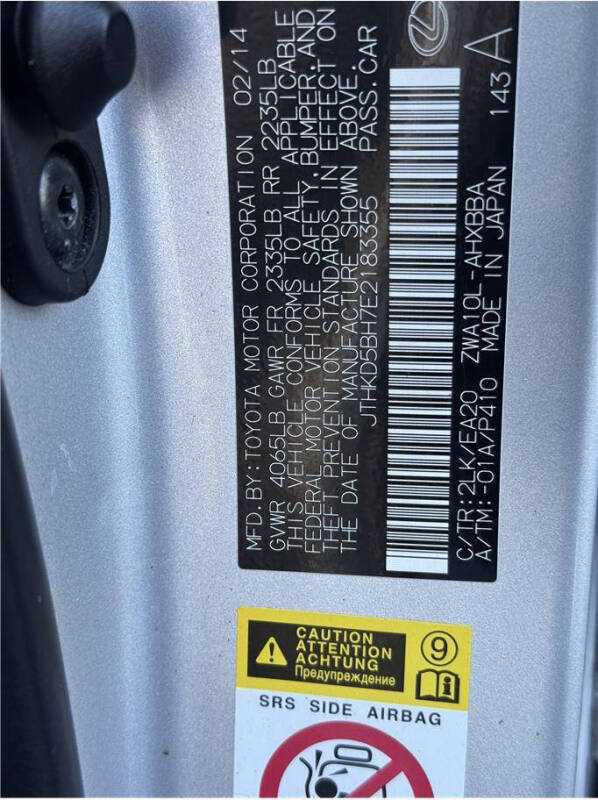 MFD.BY:TOYOTA MOTOR CORPORATION 02/14
GVWR 4065LB GAWR FR 2335LB RR 2235LB
THIS VEHICLE CONFORMS TO ALL APPLICABLE
FEDERAL MOTOR VEHICLE SAFETY,BUMPER,AND
THEFT PREVENTION STANDARDS IN EFFECT ON
THE DATE OF MANUFACTURE SHOWN ABOVE.
JTHKD5BH7E2183355 PASS.CAR
C/TR:2LK/EA20 ZWA10L-AHXBBA
A/TM:-01A/P410 MADE IN JAPAN 143 A
CAUTION
ATTENTION
ACHTUNG
Предупреждение
9
SRS SIDE AIRBAG